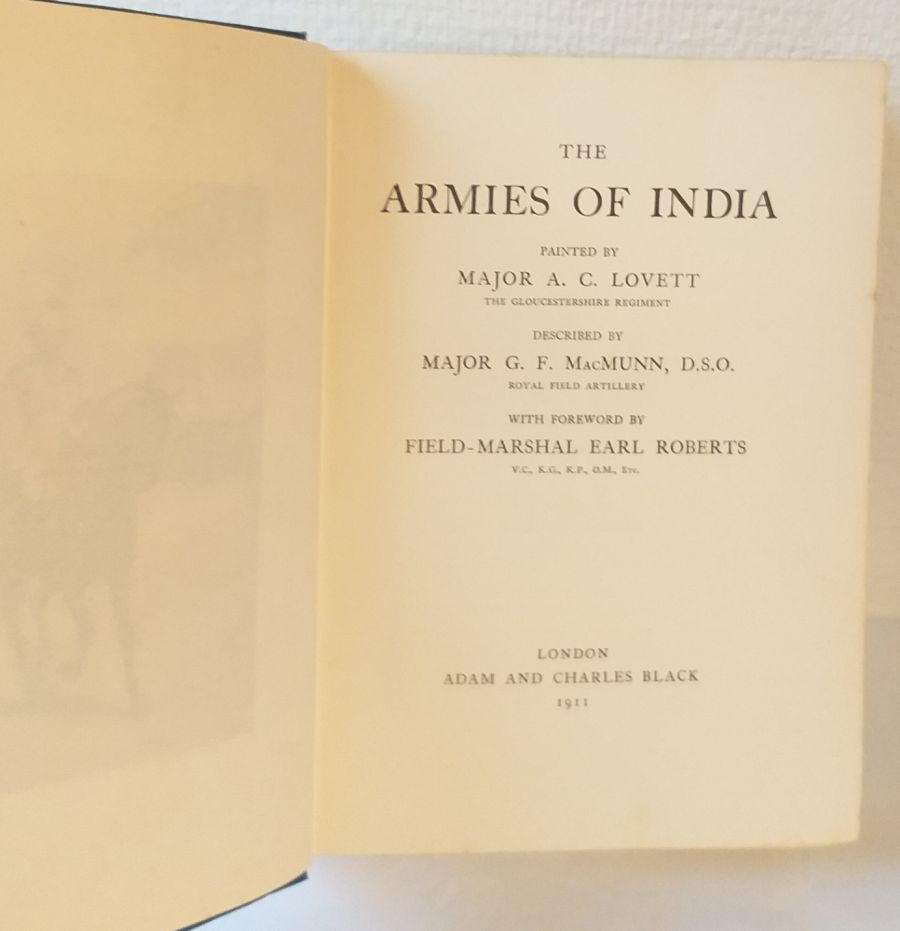 THE
ARMIES OF INDIA
PAINTED BY
MAJOR A. C. LOVETT
THE GLOUCESTERSHIRE REGIMENT
DESCRIBED BY
MAJOR G. F. MacMUNN, D.S.O.
ROYAL FIELD ARTILLERY
WITH FOREWORD BY
FIELD-MARSHAL EARL ROBERTS
V.C., K.G., K.P., O.M., Etc.
LONDON
ADAM AND CHARLES BLACK
1911